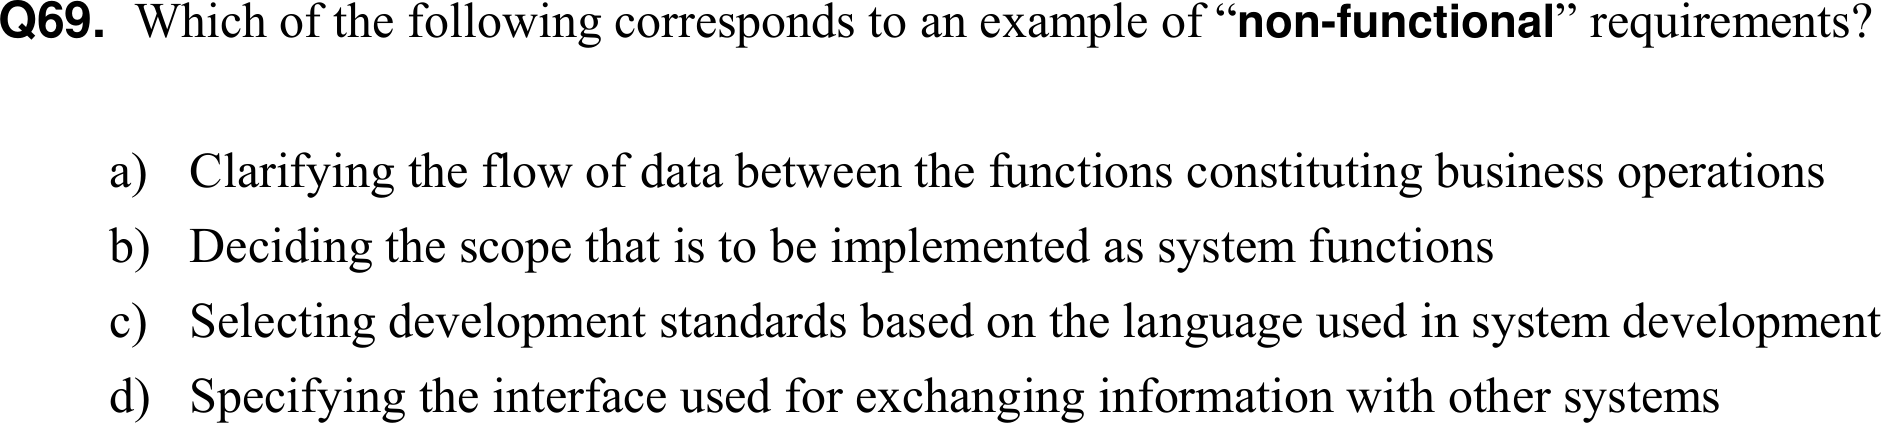 Q69. Which of the following corresponds to an example of “non-functional” requirements?
a) Clarifying the flow of data between the functions constituting business operations
b) Deciding the scope that is to be implemented as system functions
c) Selecting development standards based on the language used in system development
d) Specifying the interface used for exchanging information with other systems